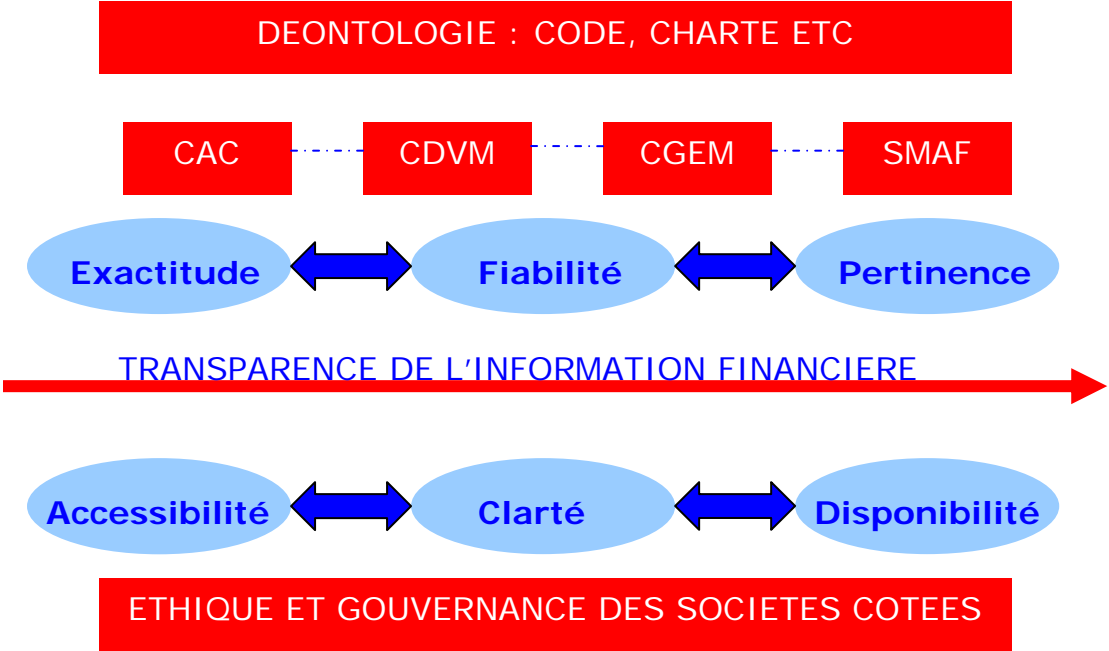 DEONTOLOGIE : CODE, CHARTE ETC
CAC CDVM CGEM SMAF
Exactitude Fiabilité Pertinence
TRANSPARENCE DE L’INFORMATION FINANCIERE
Accessibilité Clarté Disponibilité
ETHIQUE ET GOUVERNANCE DES SOCIETES COTEES